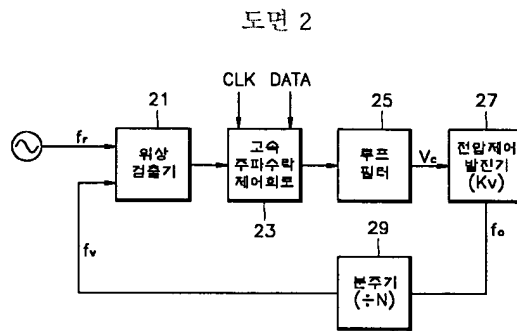 도면 2
CLK DATA
21
25
27
fr
위상
검출기
고속
주파수락
제어회로
루프
필터
Vc
전압제어
발진기
(Kv)
23
29
fv
fo
분주기
(÷N)